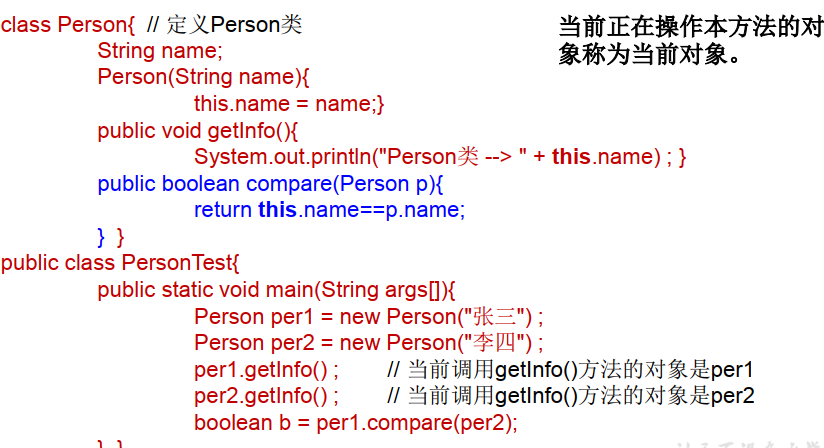 class Person{  // 定义Person类
当前正在操作本方法的对
象称为当前对象。
String name;
Person(String name){
this.name = name;}
public void getInfo(){
System.out.println("Person类 --> " + this.name) ; }
public boolean compare(Person p){
return this.name==p.name;
}  }
public class PersonTest{
public static void main(String args[]){
Person per1 = new Person("张三") ;
Person per2 = new Person("李四") ;
per1.getInfo() ;  // 当前调用getInfo()方法的对象是per1
per2.getInfo() ;  // 当前调用getInfo()方法的对象是per2
boolean b = per1.compare(per2);
}  }